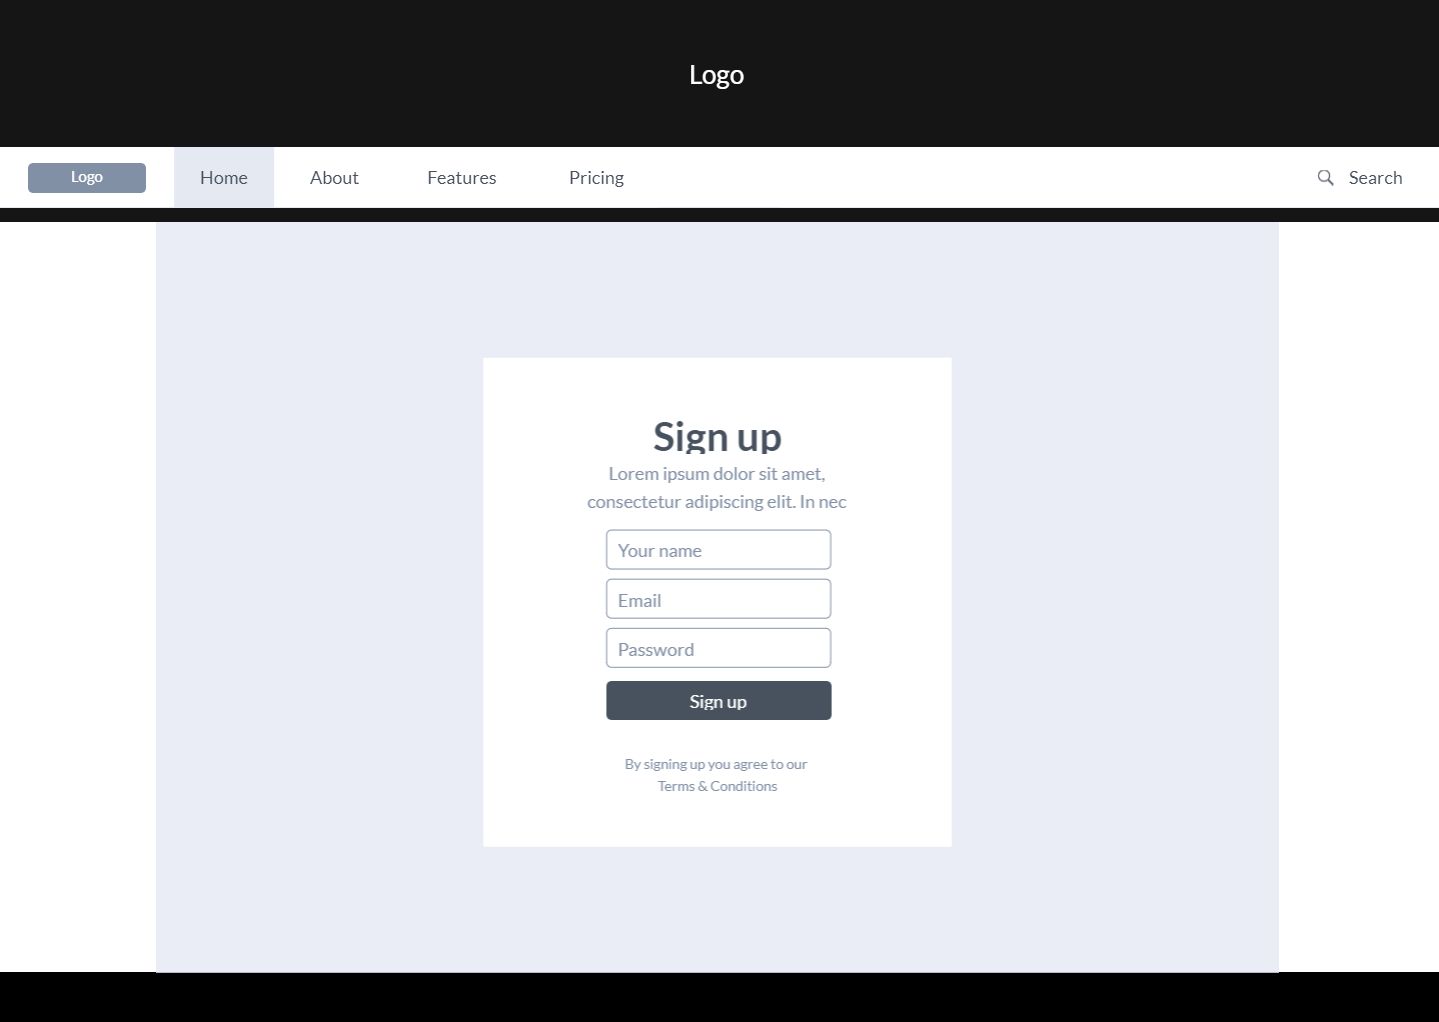 Logo
Logo
Home
About
Features
Pricing
Search
Sign up
Lorem ipsum dolor sit amet,
consectetur adipiscing elit. In nec
Your name
Email
Password
Sign up
By signing up you agree to our
Terms & Conditions